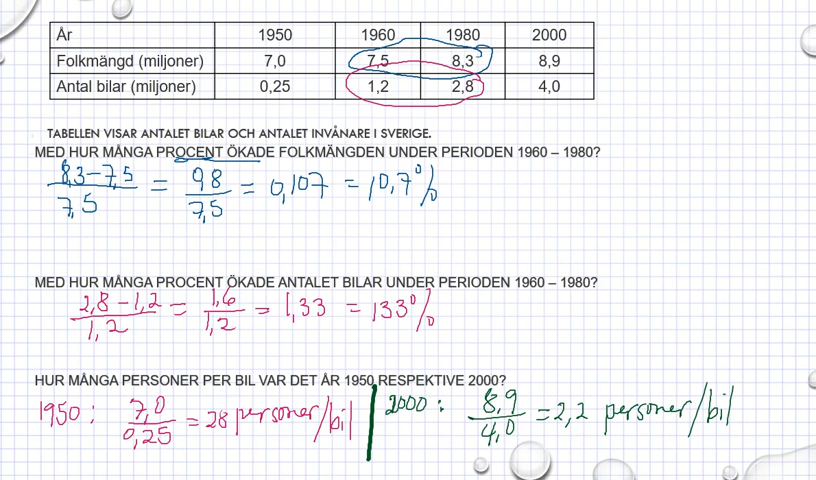 År 1950 1960 1980 2000
Folkmängd (miljoner) 7,0 7,5 8,3 8,9
Antal bilar (miljoner) 0,25 1,2 2,8 4,0
TABELLEN VISAR ANTALET BILAR OCH ANTALET INVÅNARE I SVERIGE.
MED HUR MÅNGA PROCENT ÖKADE FOLKMÄNGDEN UNDER PERIODEN 1960 – 1980?
8,3-7,5 / 7,5 = 98 / 7,5 = 0,107 = 10,7%
MED HUR MÅNGA PROCENT ÖKADE ANTALET BILAR UNDER PERIODEN 1960 – 1980?
2,8-1,2 / 1,2 = 1,6 / 1,2 = 1,33 = 133%
HUR MÅNGA PERSONER PER BIL VAR DET ÅR 1950 RESPEKTIVE 2000?
1950: 7,0 / 0,25 = 28 personer/bil 2000: 8,9 / 4,0 = 2,2 personer/bil